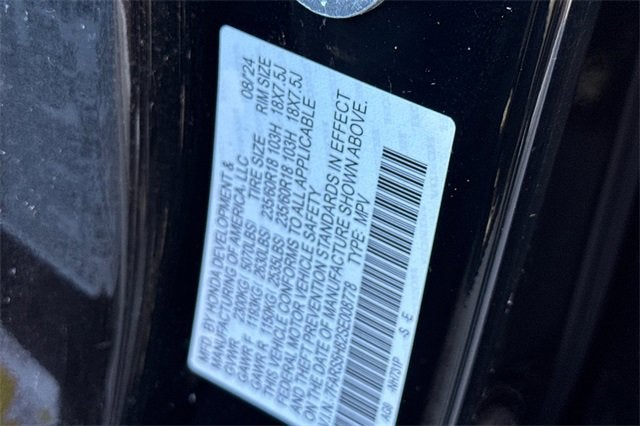 MFD BY HONDA DEVELOPMENT & 08/24
MANUFACTURING OF AMERICA, LLC
GVWR 2300KG (5070LBS) TIRE SIZE RIM SIZE
GAWR F 1193KG (2630LBS) 235/60R18 103H 18X7.5J
GAWR R 1150KG (2535LBS) 235/60R18 103H 18X7.5J
THIS VEHICLE CONFORMS TO ALL APPLICABLE
FEDERAL MOTOR VEHICLE SAFETY
AND THEFT PREVENTION STANDARDS IN EFFECT
ON THE DATE OF MANUFACTURE SHOWN ABOVE.
TYPE: MPV
-S -E